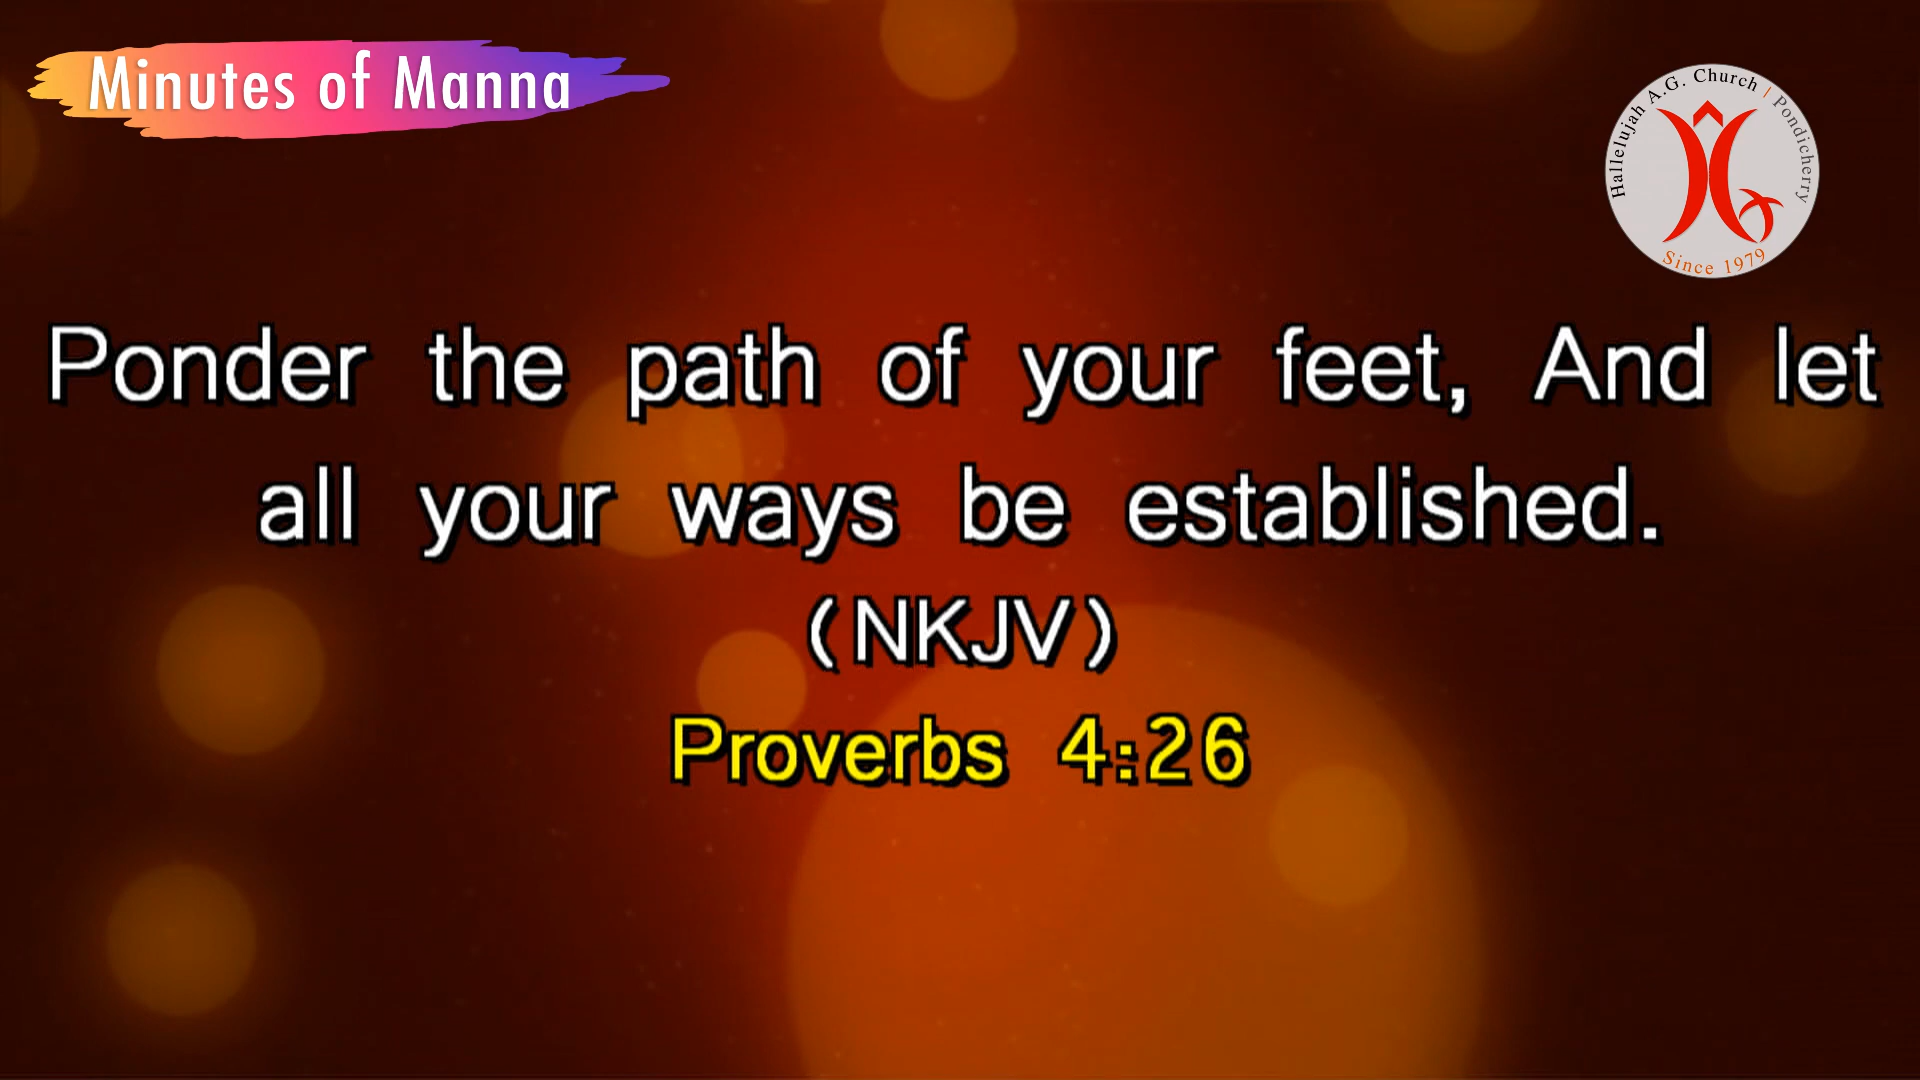 Minutes of Manna
Hallelujah A.G. Church | Pondicherry
Since 1979
Ponder the path of your feet, And let
all your ways be established.
(NKJV)
Proverbs 4:26